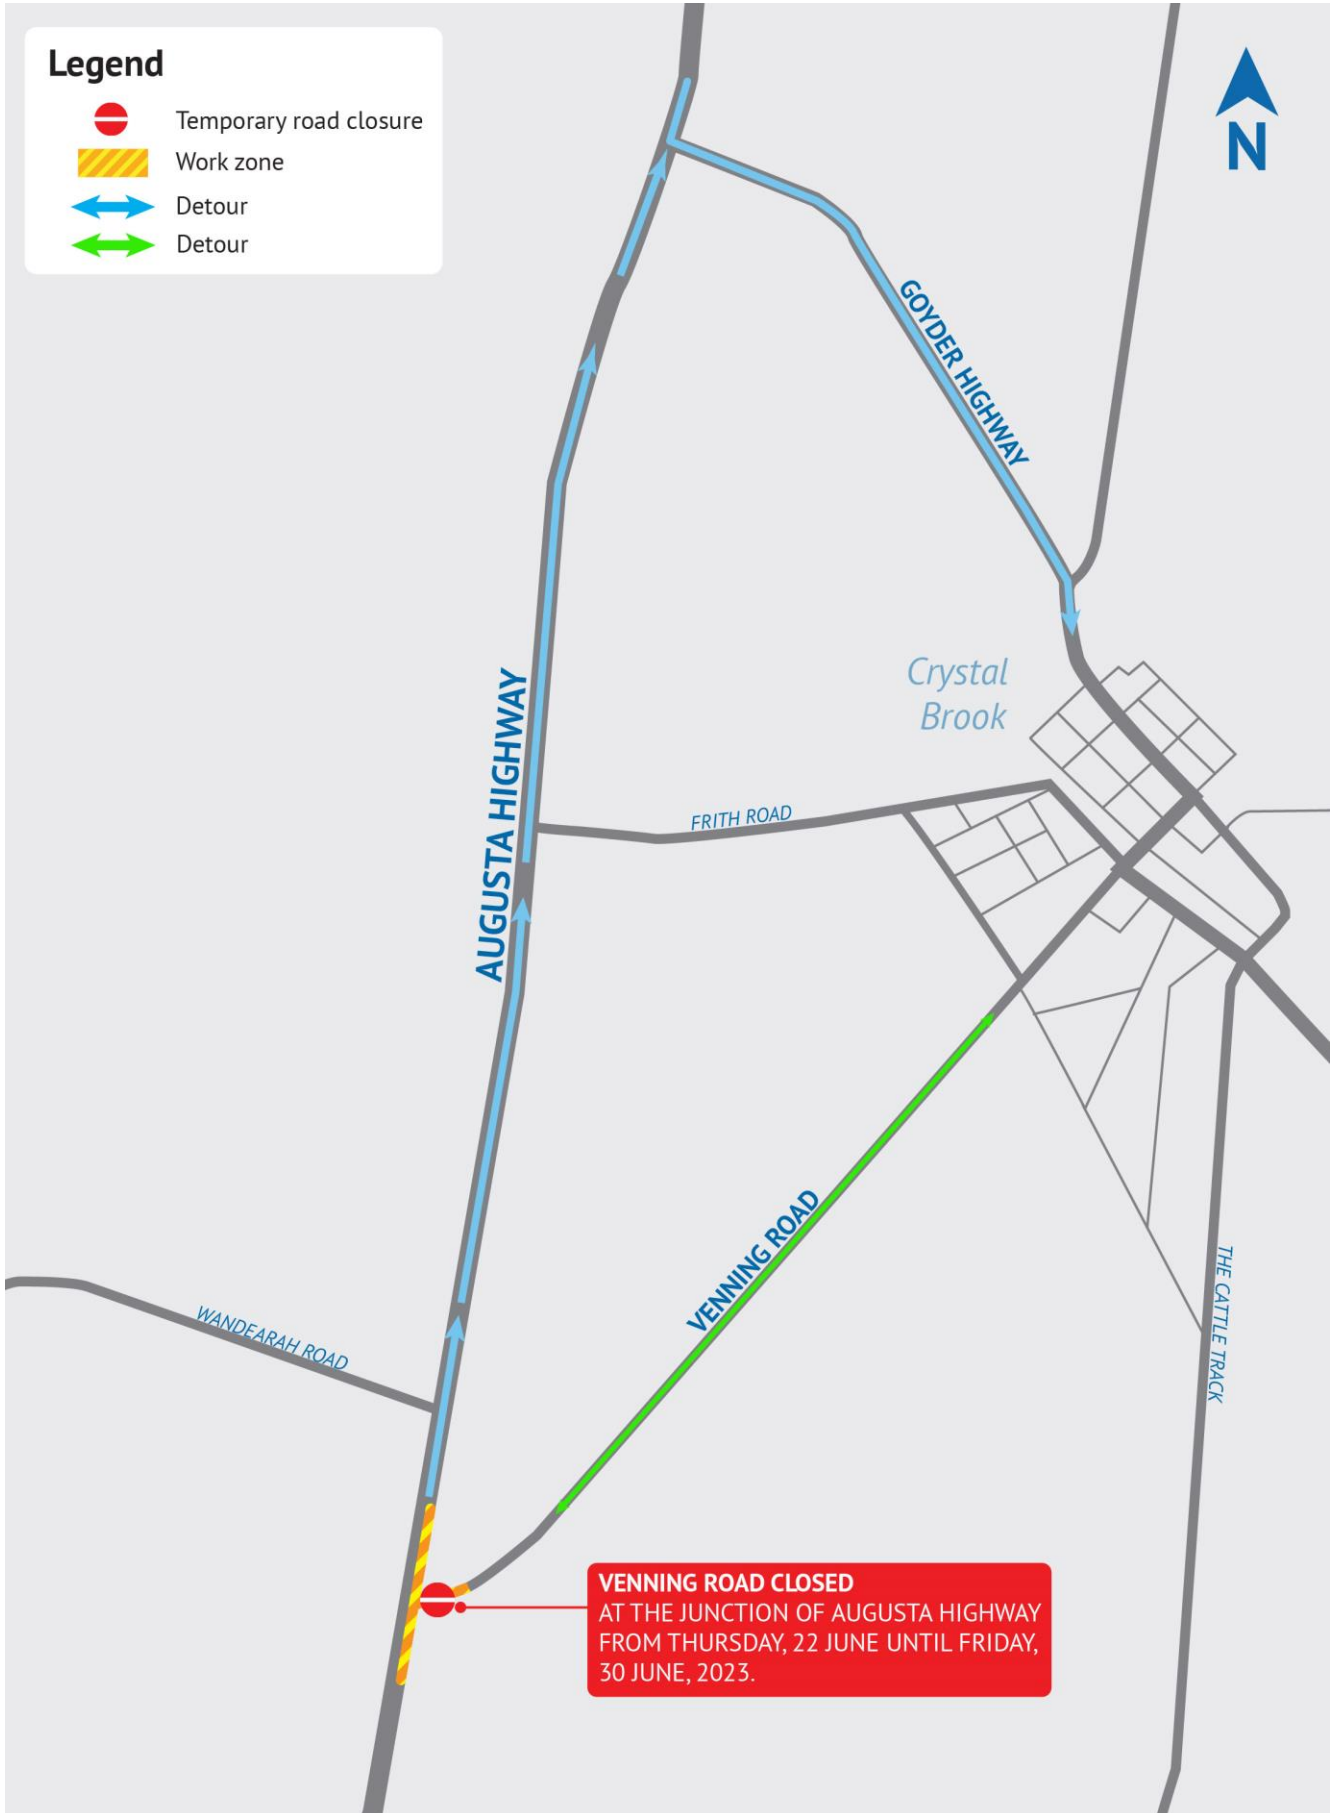 Legend
Temporary road closure
Work zone
Detour
Detour
N
GOYDER HIGHWAY
Crystal
Brook
AUGUSTA HIGHWAY
FRITH ROAD
VENNING ROAD
WANDEARAH ROAD
THE CATTLE TRACK
VENNING ROAD CLOSED
AT THE JUNCTION OF AUGUSTA HIGHWAY
FROM THURSDAY, 22 JUNE UNTIL FRIDAY,
30 JUNE, 2023.